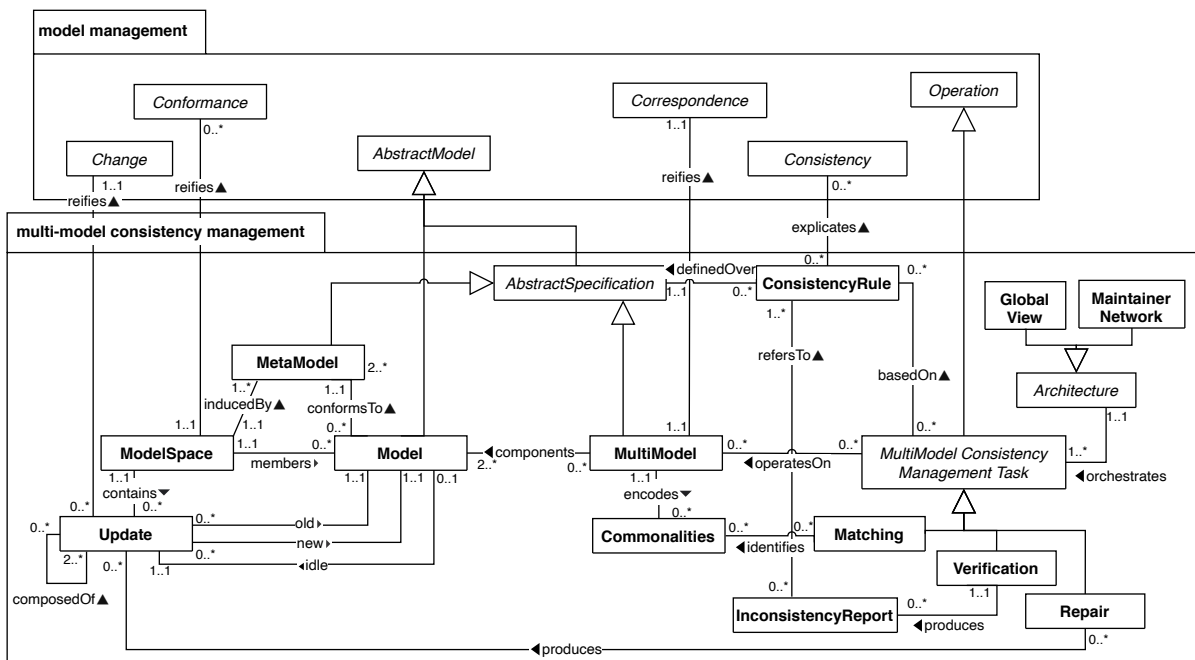 model management
Conformance
0..*
Correspondence
1..1
Operation
Change
1..1
AbstractModel
Consistency
0..*
reifies▲
reifies▲
reifies▲
explicates▲
multi-model consistency management
AbstractSpecification
◀definedOver
1..1
0..*
0..*
ConsistencyRule
0..*
1..*
Global
View
Maintainer
Network
MetaModel
2..*
refersTo▲
basedOn▲
Architecture
1..1
1..*
inducedBy▲
1..1
1..1
conformsTo▲
0..*
1..1
1..1
0..*
ModelSpace
1..1
members▸
0..*
Model
2..*
◀components
0..*
MultiModel
0..*
◀operatesOn
0..*
MultiModel Consistency
Management Task
1..*
◀orchestrates
1..1
contains▾
0..*
0..*
1..1
1..1
0..1
1..1
encodes▾
0..*
0..*
Update
2..*
composedOf▲
0..*
old▸
new▸
0..*
◂idle
1..1
0..*
Commonalities
0..*
◀identifies
0..*
Matching
Verification
1..1
0..*
InconsistencyReport
0..*
◀produces
Repair
0..*
◀produces